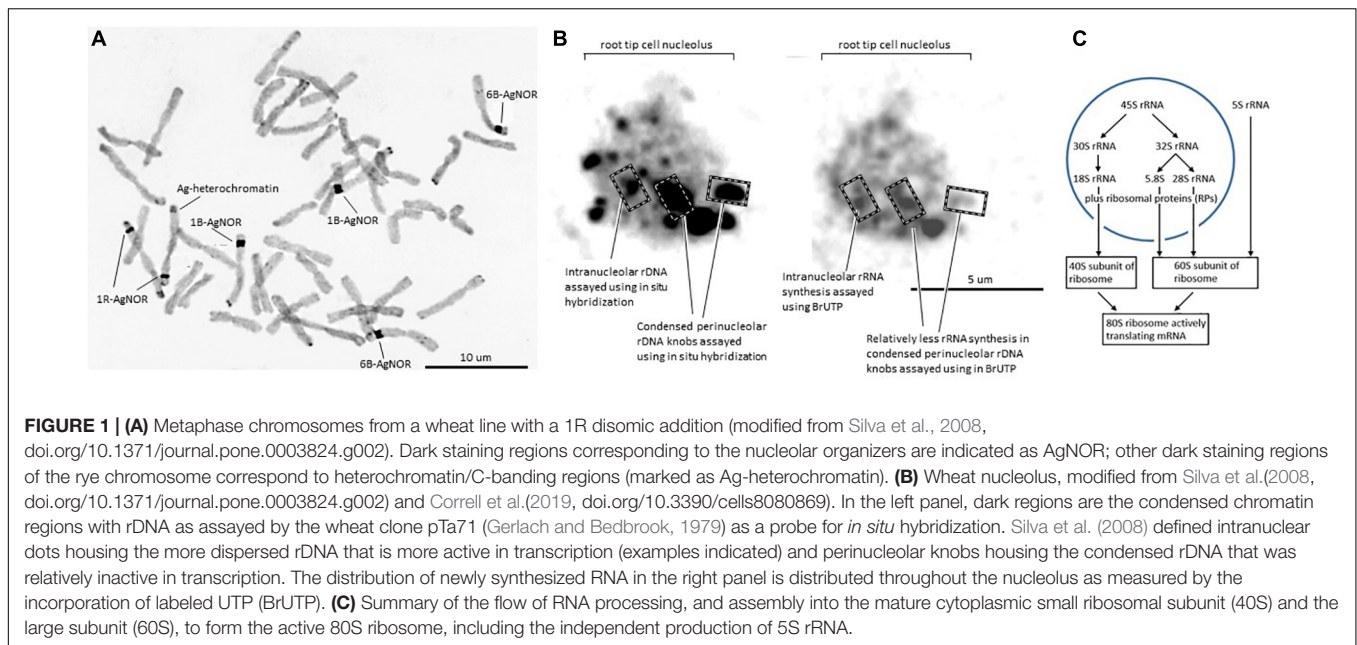 A
6B-AgNOR
Ag-heterochromatin
1B-AgNOR
1B-AgNOR
1R-AgNOR
6B-AgNOR
10 um
B
root tip cell nucleolus
root tip cell nucleolus
Intranucleolar rDNA
assayed using in situ
hybridization
Condensed perinucleolar
rDNA knobs assayed
using in situ hybridization
Intranucleolar rRNA
synthesis assayed
using BrUTP
5 um
Relatively less rRNA synthesis in
condensed perinucleolar rDNA
knobs assayed using in BrUTP
C
45S rRNA
5S rRNA
30S rRNA
32S rRNA
18S rRNA
5.8S
28S RNA
plus ribosomal proteins (RPs)
40S subunit of
ribosome
60S subunit of
ribosome
80S ribosome actively
translating mRNA
FIGURE 1 | (A) Metaphase chromosomes from a wheat line with a 1R disomic addition (modified from Silva et al., 2008,
doi.org/10.1371/journal.pone.0003824.g002). Dark staining regions corresponding to the nucleolar organizers are indicated as AgNOR; other dark staining regions
of the rye chromosome correspond to heterochromatin/C-banding regions (marked as Ag-heterochromatin). (B) Wheat nucleolus, modified from Silva et al.(2008,
doi.org/10.1371/journal.pone.0003824.g002) and Correll et al.(2019, doi.org/10.3390/cells8080869). In the left panel, dark regions are the condensed chromatin
regions with rDNA as assayed by the wheat clone pTa71 (Gerlach and Bedbrook, 1979) as a probe for in situ hybridization. Silva et al. (2008) defined intranuclear
dots housing the more dispersed rDNA that is more active in transcription (examples indicated) and perinucleolar knobs housing the condensed rDNA that was
relatively inactive in transcription. The distribution of newly synthesized RNA in the right panel is distributed throughout the nucleolus as measured by the
incorporation of labeled UTP (BrUTP). (C) Summary of the flow of RNA processing, and assembly into the mature cytoplasmic small ribosomal subunit (40S) and the
large subunit (60S), to form the active 80S ribosome, including the independent production of 5S rRNA.